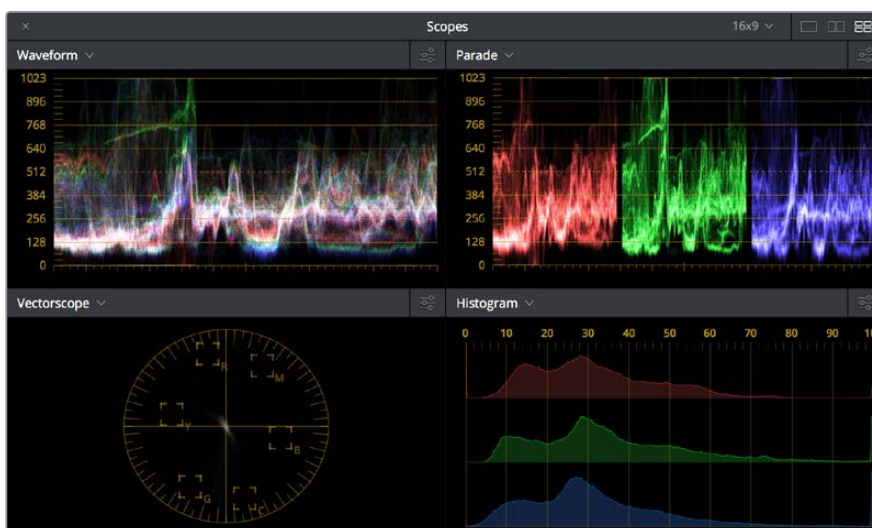 × Scopes 16x9
Waveform Parade
1023 1023
896 896
768 768
640 640
512 512
384 384
256 256
128 128
0 0
Vectorscope Histogram
0 10 20 30 40 50 60 70 80 90
R
M
Y
B
G
C